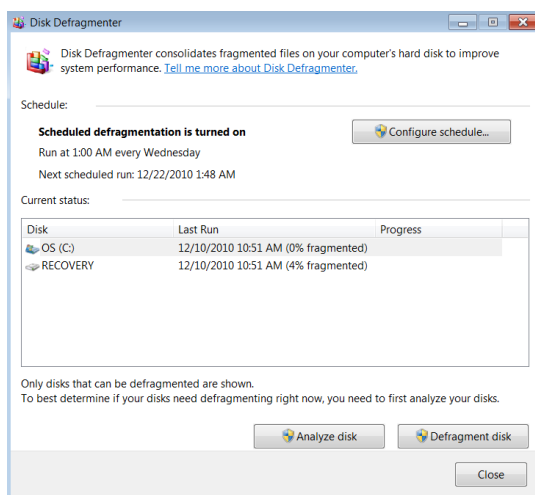 Disk Defragmenter
Disk Defragmenter consolidates fragmented files on your computer's hard disk to improve
system performance. Tell me more about Disk Defragmenter.
Schedule:
Scheduled defragmentation is turned on
Configure schedule...
Run at 1:00 AM every Wednesday
Next scheduled run: 12/22/2010 1:48 AM
Current status:
Disk Last Run Progress
OS (C:) 12/10/2010 10:51 AM (0% fragmented)
RECOVERY 12/10/2010 10:51 AM (4% fragmented)
Only disks that can be defragmented are shown.
To best determine if your disks need defragmenting right now, you need to first analyze your disks.
Analyze disk Defragment disk
Close